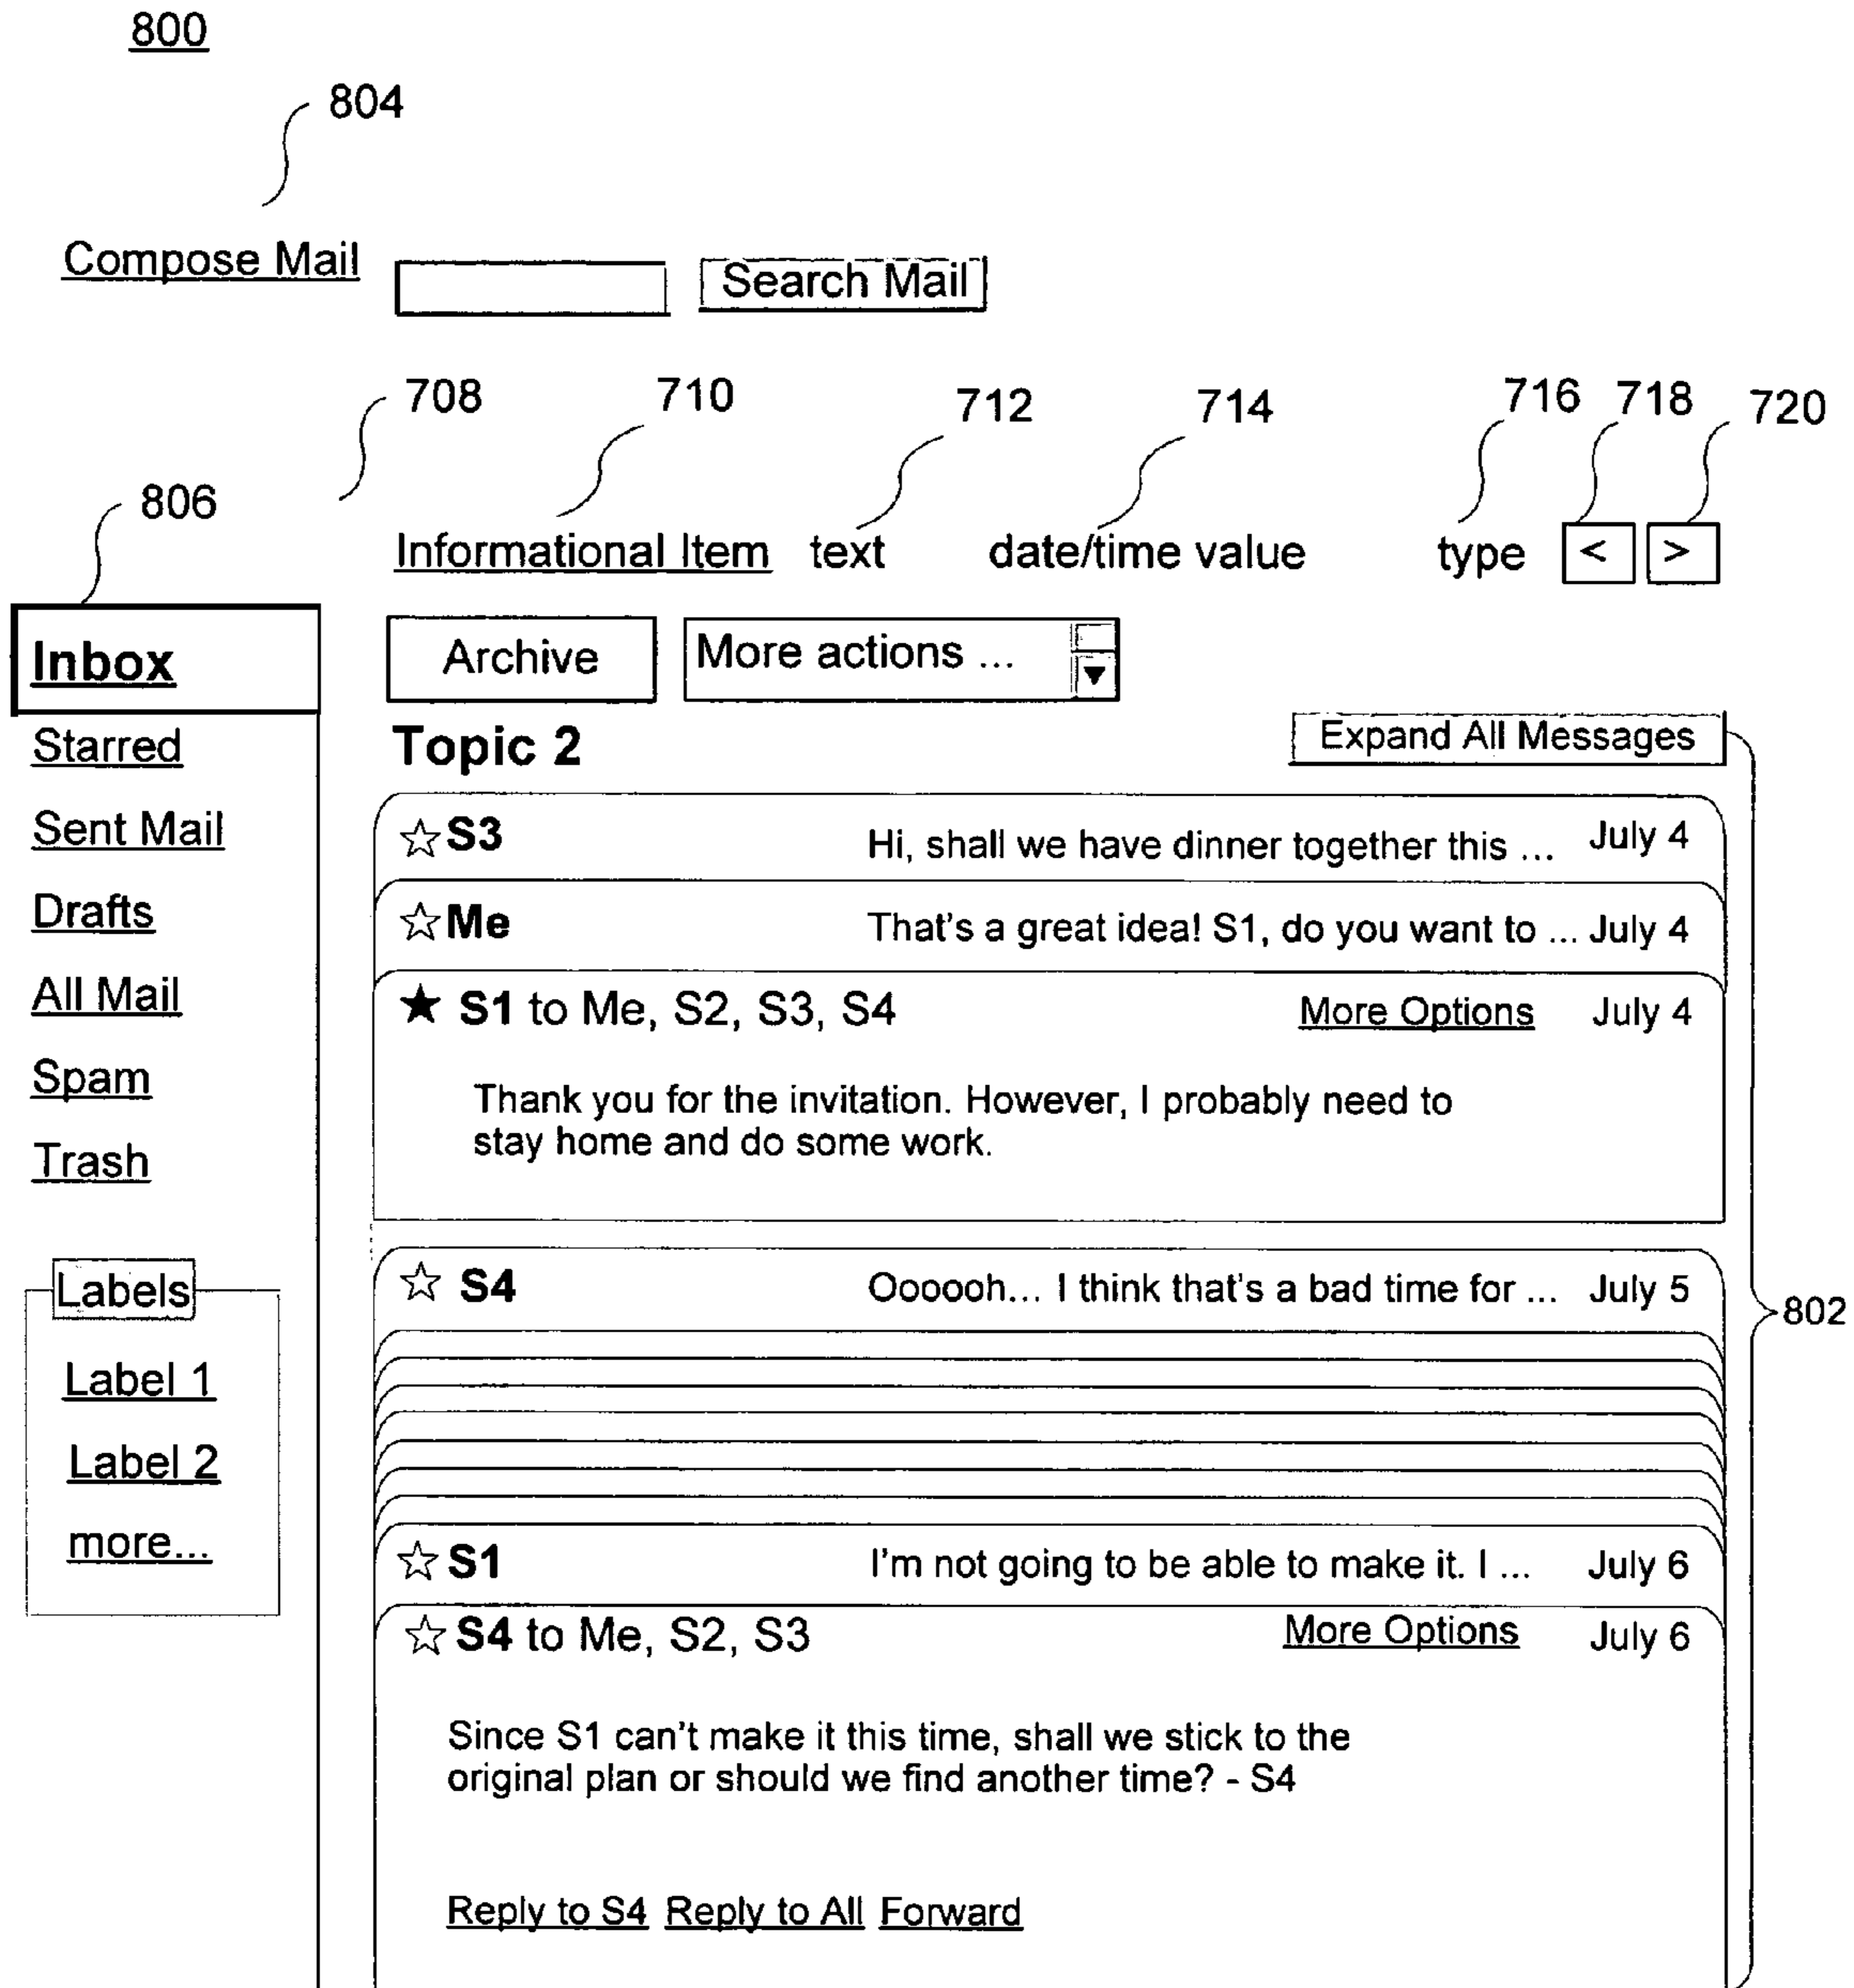 800
804
Compose Mail
Search Mail
708 710 712 714 716 718 720
806
Informational Item text date/time value type < >
Inbox
Archive More actions ...
Starred
Topic 2 Expand All Messages
Sent Mail
S3 Hi, shall we have dinner together this ... July 4
Drafts
Me That's a great idea! S1, do you want to ... July 4
All Mail
S1 to Me, S2, S3, S4 More Options July 4
Spam
Thank you for the invitation. However, I probably need to
stay home and do some work.
Trash
Labels
S4 Oooooh... I think that's a bad time for ... July 5
802
Label 1
Label 2
more...
S1 I'm not going to be able to make it. I ... July 6
S4 to Me, S2, S3 More Options July 6
Since S1 can't make it this time, shall we stick to the
original plan or should we find another time? - S4
Reply to S4 Reply to All Forward